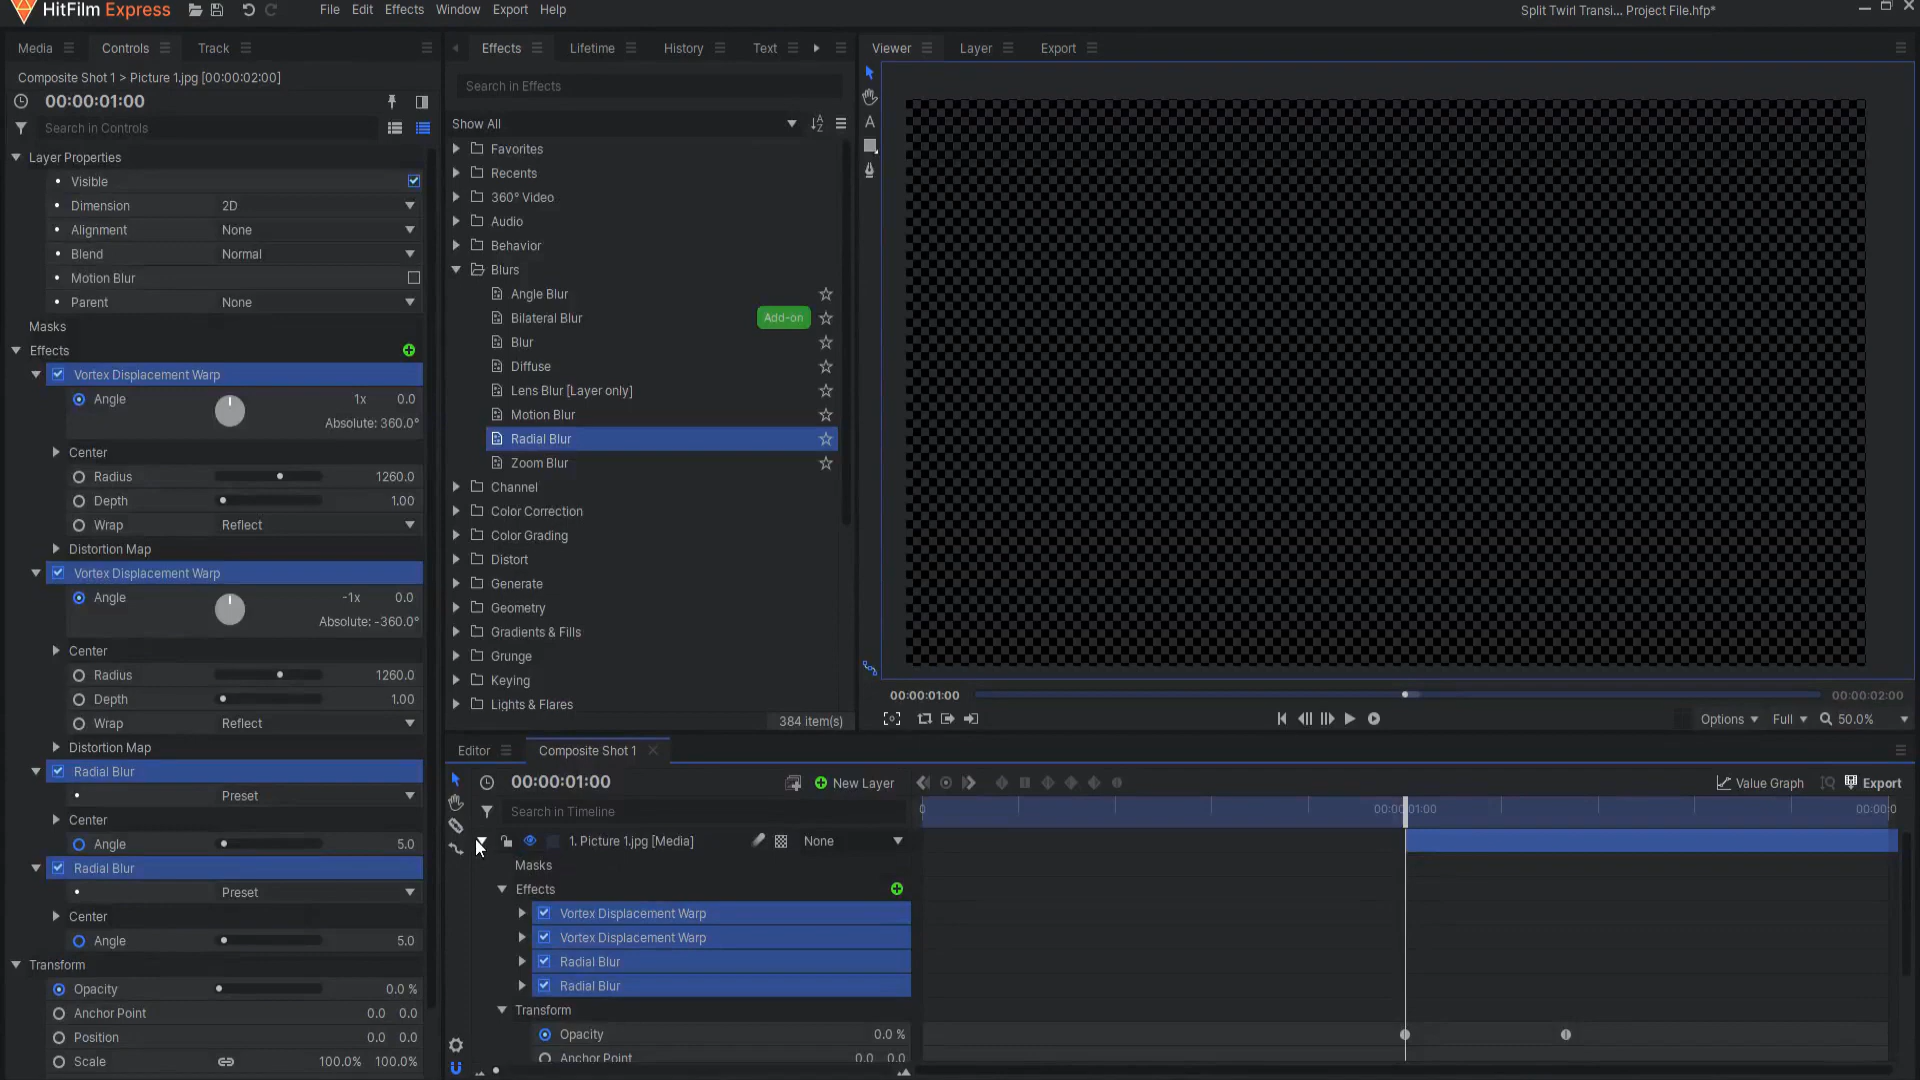 HitFilm Express
File Edit Effects Window Export Help
Split Twirl Transi... Project File.hfp*
Media Controls Track
Composite Shot 1 > Picture 1.jpg [00:00:02:00]
00:00:01:00
Search in Controls
Layer Properties
Visible
Dimension 2D
Alignment None
Blend Normal
Motion Blur
Parent None
Masks
Effects
Vortex Displacement Warp
Angle 1x 0.0
Absolute: 360.0°
Center
Radius 1260.0
Depth 1.00
Wrap Reflect
Distortion Map
Vortex Displacement Warp
Angle -1x 0.0
Absolute: -360.0°
Center
Radius 1260.0
Depth 1.00
Wrap Reflect
Distortion Map
Radial Blur
Preset
Center
Angle 5.0
Radial Blur
Preset
Center
Angle 5.0
Transform
Opacity 0.0 %
Anchor Point 0.0 0.0
Position 0.0 0.0
Scale 100.0% 100.0%
Effects Lifetime History Text
Search in Effects
Show All
Favorites
Recents
360° Video
Audio
Behavior
Blurs
Angle Blur
Bilateral Blur Add-on
Blur
Diffuse
Lens Blur [Layer only]
Motion Blur
Radial Blur
Zoom Blur
Channel
Color Correction
Color Grading
Distort
Generate
Geometry
Gradients & Fills
Grunge
Keying
Lights & Flares
384 item(s)
Viewer Layer Export
A
00:00:01:00
00:00:02:00
Options Full 50.0%
Editor Composite Shot 1
00:00:01:00 New Layer
Value Graph Export
Search in Timeline
0 00:00:01:00 00:00:0
1. Picture 1.jpg [Media] None
Masks
Effects
Vortex Displacement Warp
Vortex Displacement Warp
Radial Blur
Radial Blur
Transform
Opacity 0.0 %
Anchor Point 0.0 0.0